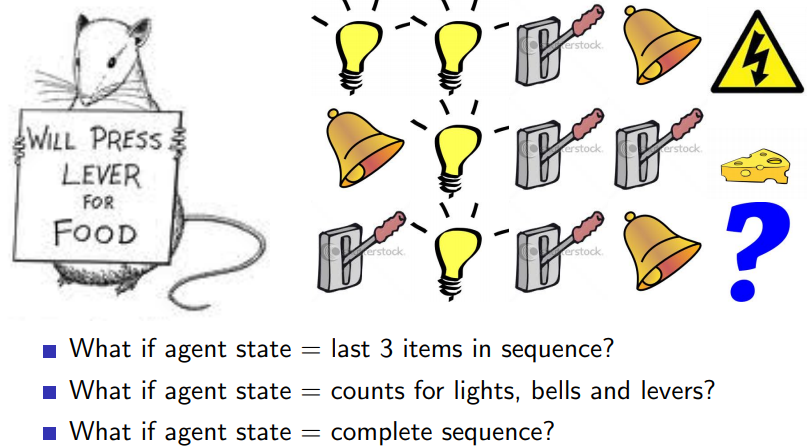 WILL PRESS
LEVER
FOR
FOOD
?
What if agent state = last 3 items in sequence?
What if agent state = counts for lights, bells and levers?
What if agent state = complete sequence?